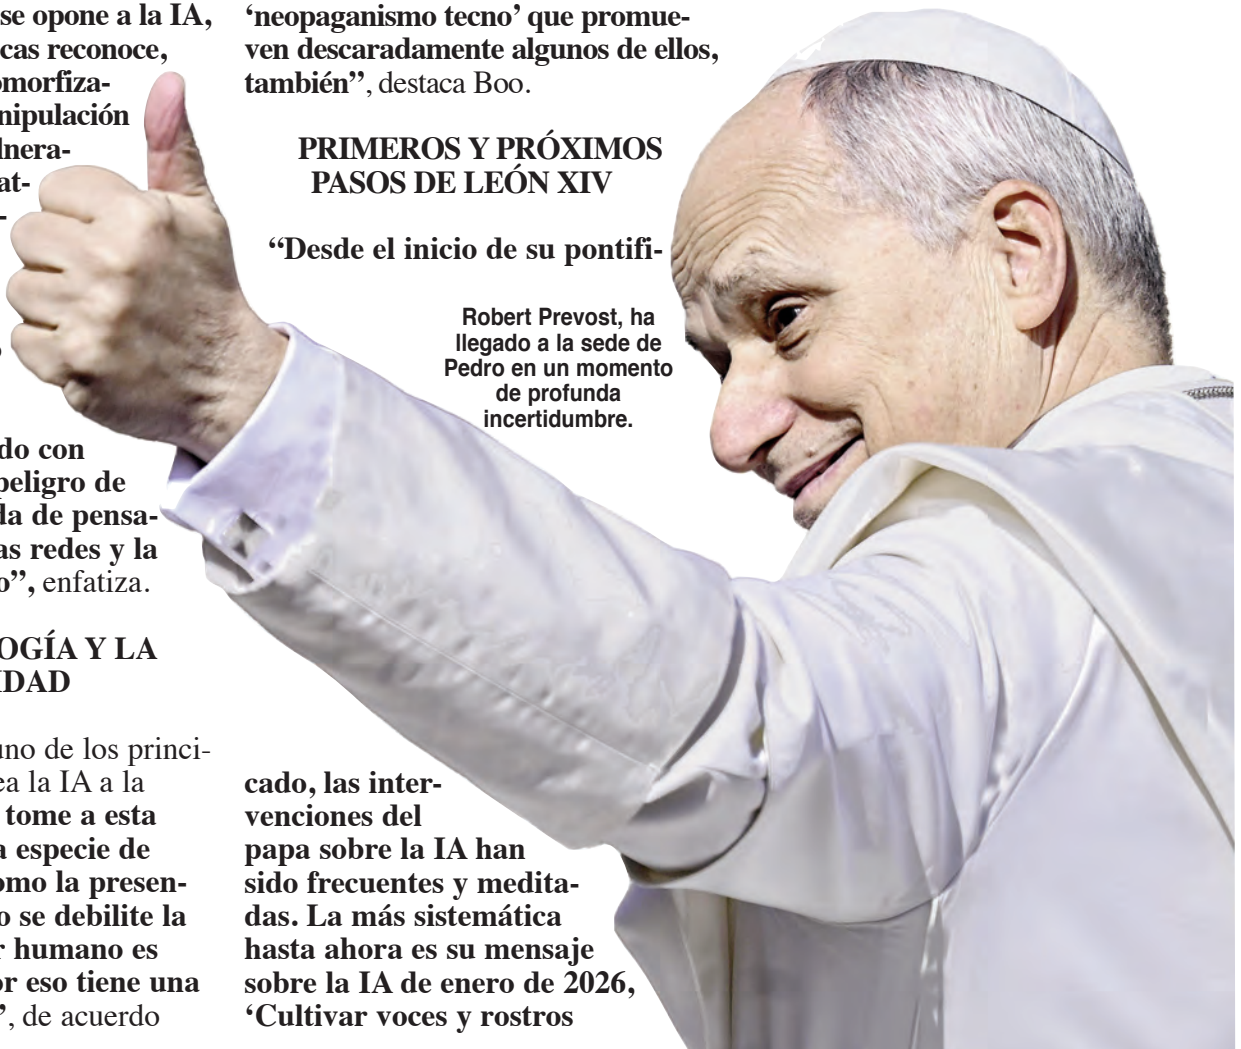 se opone a la IA,
cas reconoce,
omorfiza-
nipulación
lnera-
at-
-
do con
peligro de
da de pensa-
as redes y la
o”, enfatiza.
OGÍA Y LA
IDAD
uno de los princi-
ea la IA a la
tome a esta
a especie de
omo la presen-
o se debilite la
r humano es
or eso tiene una
”, de acuerdo
‘neopaganismo tecno’ que promue-
ven descaradamente algunos de ellos,
también”, destaca Boo.
PRIMEROS Y PRÓXIMOS
PASOS DE LEÓN XIV
“Desde el inicio de su pontifi-
cado, las inter-
venciones del
papa sobre la IA han
sido frecuentes y medita-
das. La más sistemática
hasta ahora es su mensaje
sobre la IA de enero de 2026,
‘Cultivar voces y rostros
Robert Prevost, ha
llegado a la sede de
Pedro en un momento
de profunda
incertidumbre.